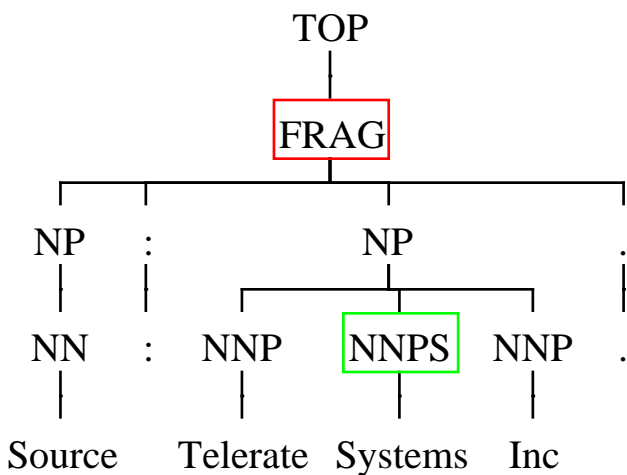 TOP
FRAG
NP : NP .
NN : NNP NNPS NNP .
Source Telerate Systems Inc